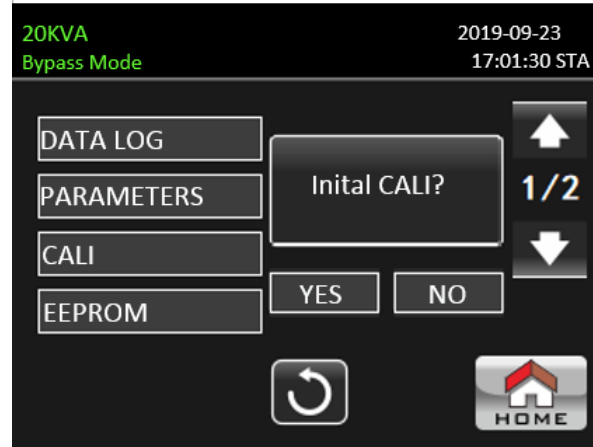 20KVA
2019-09-23
Bypass Mode
17:01:30 STA
DATA LOG
PARAMETERS
Inital CALI?
1/2
CALI
YES
NO
EEPROM
HOME